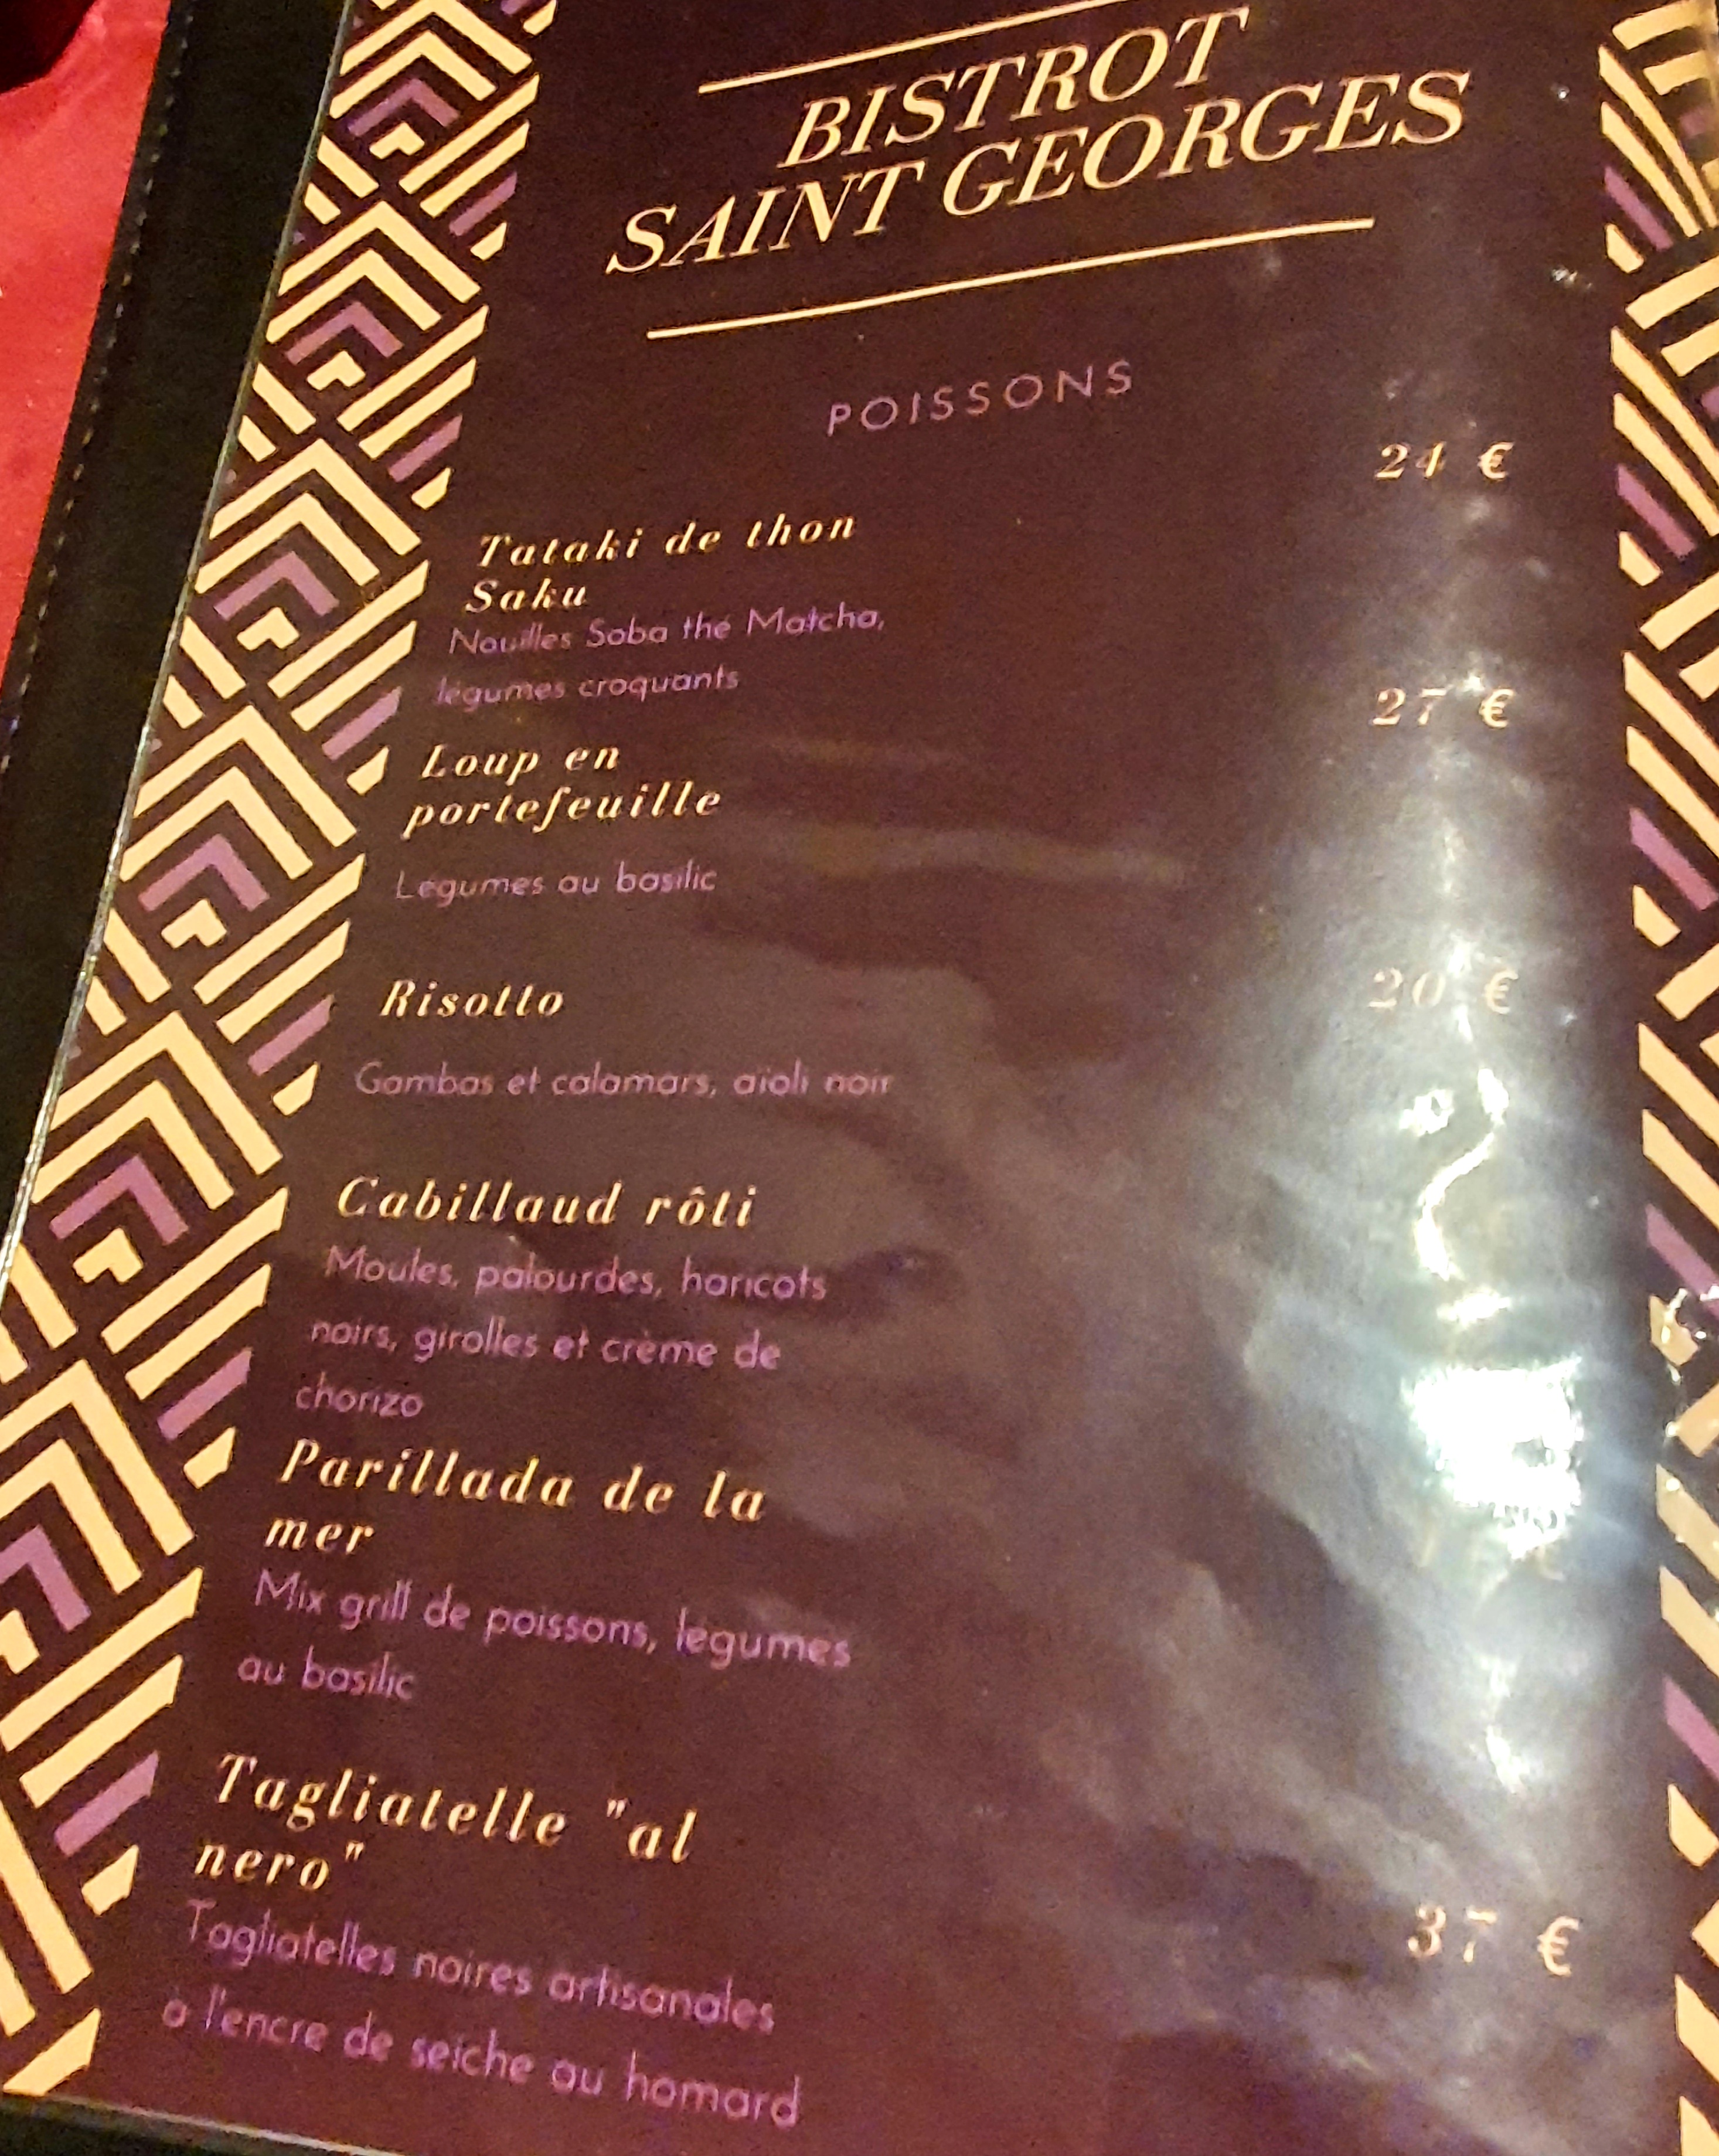 BISTROT
SAINT GEORGES
POISSONS
24 €
Tataki de thon
Saku
Nouilles Soba thé Matcha,
légumes croquants
27 €
Loup en
portefeuille
Légumes au basilic
Risotto
20 €
Gambas et calamars, aïoli noir
Cabillaud rôti
Moules, palourdes, haricots
noirs, girolles et crème de
chorizo
Parillada de la
mer
Mix grill de poissons, légumes
au basilic
Tagliatelle "al
nero"
37 €
Tagliatelles noires artisanales
à l'encre de seiche au homard